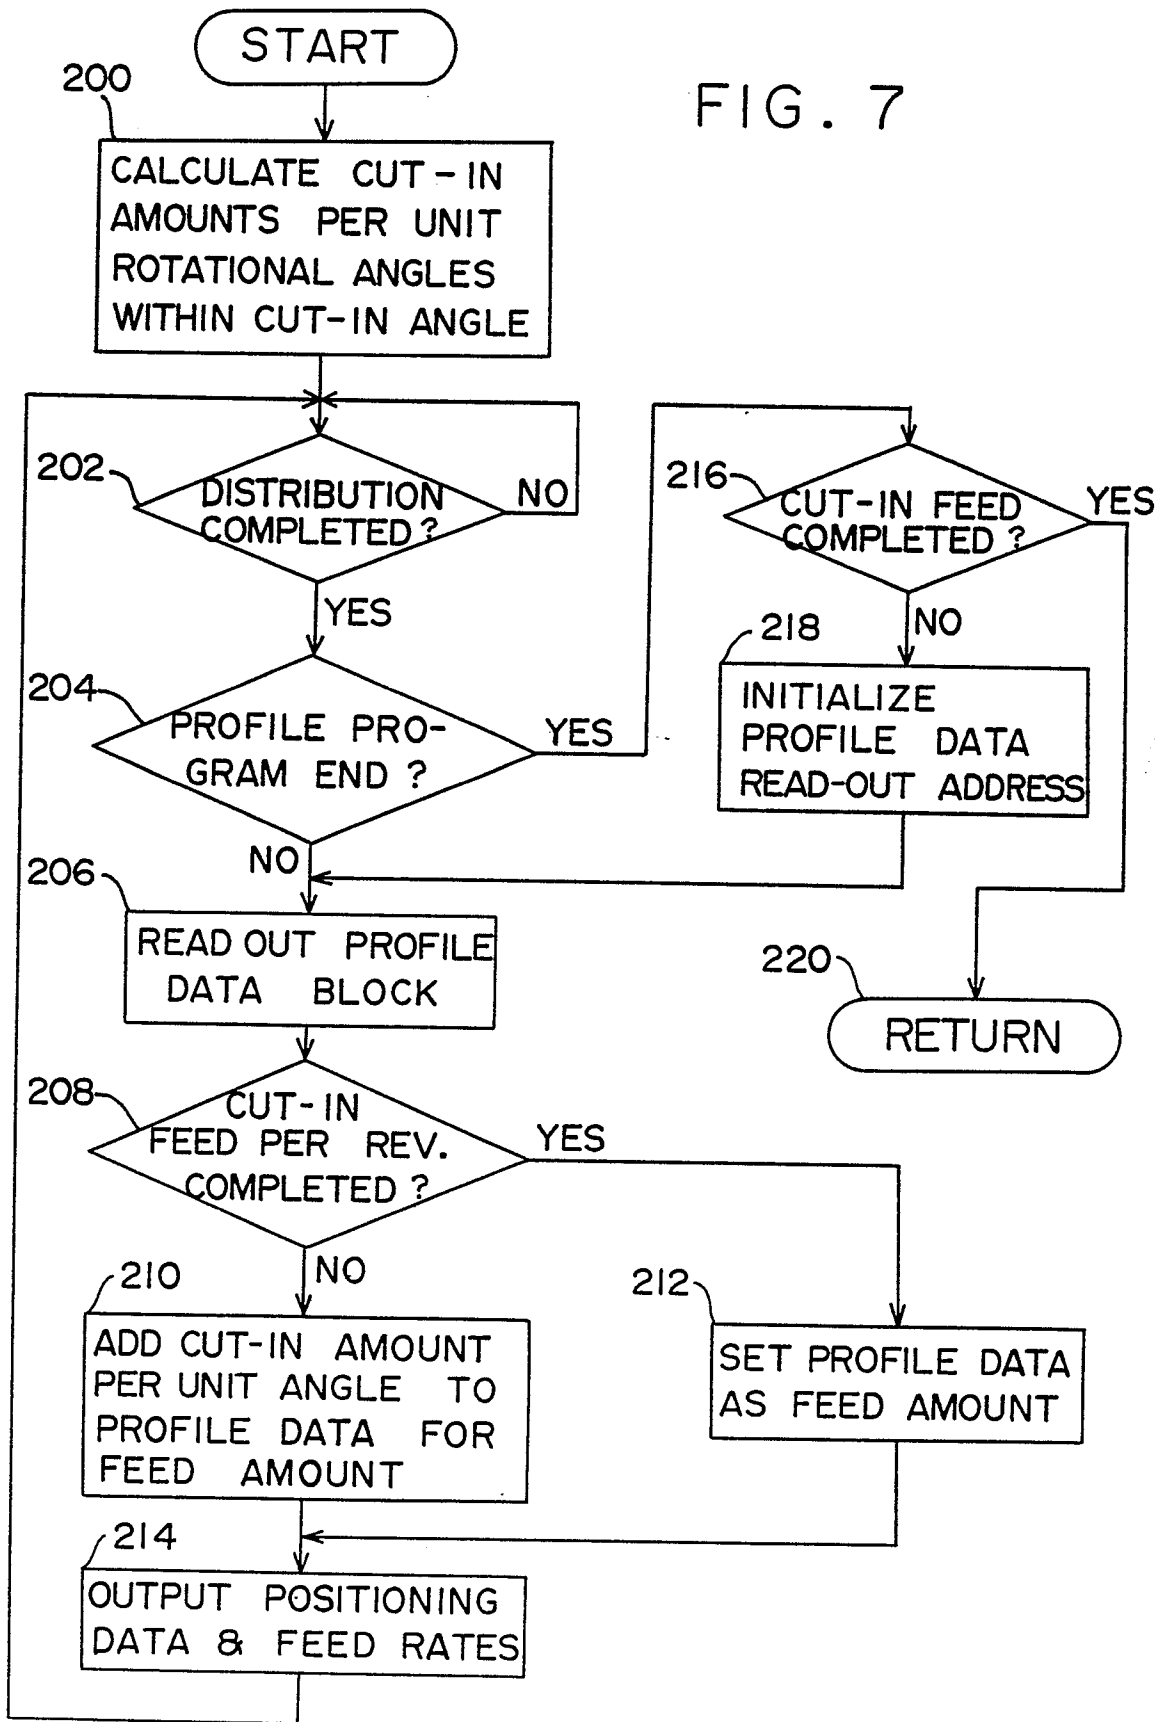 START
FIG. 7
200
CALCULATE CUT-IN
AMOUNTS PER UNIT
ROTATIONAL ANGLES
WITHIN CUT-IN ANGLE
202
DISTRIBUTION
COMPLETED?
NO
YES
204
PROFILE PRO-
GRAM END?
YES
NO
216
CUT-IN FEED
COMPLETED?
YES
NO
218
INITIALIZE
PROFILE DATA
READ-OUT ADDRESS
206
READ OUT PROFILE
DATA BLOCK
220
RETURN
208
CUT-IN
FEED PER REV.
COMPLETED?
YES
NO
210
ADD CUT-IN AMOUNT
PER UNIT ANGLE TO
PROFILE DATA FOR
FEED AMOUNT
212
SET PROFILE DATA
AS FEED AMOUNT
214
OUTPUT POSITIONING
DATA & FEED RATES